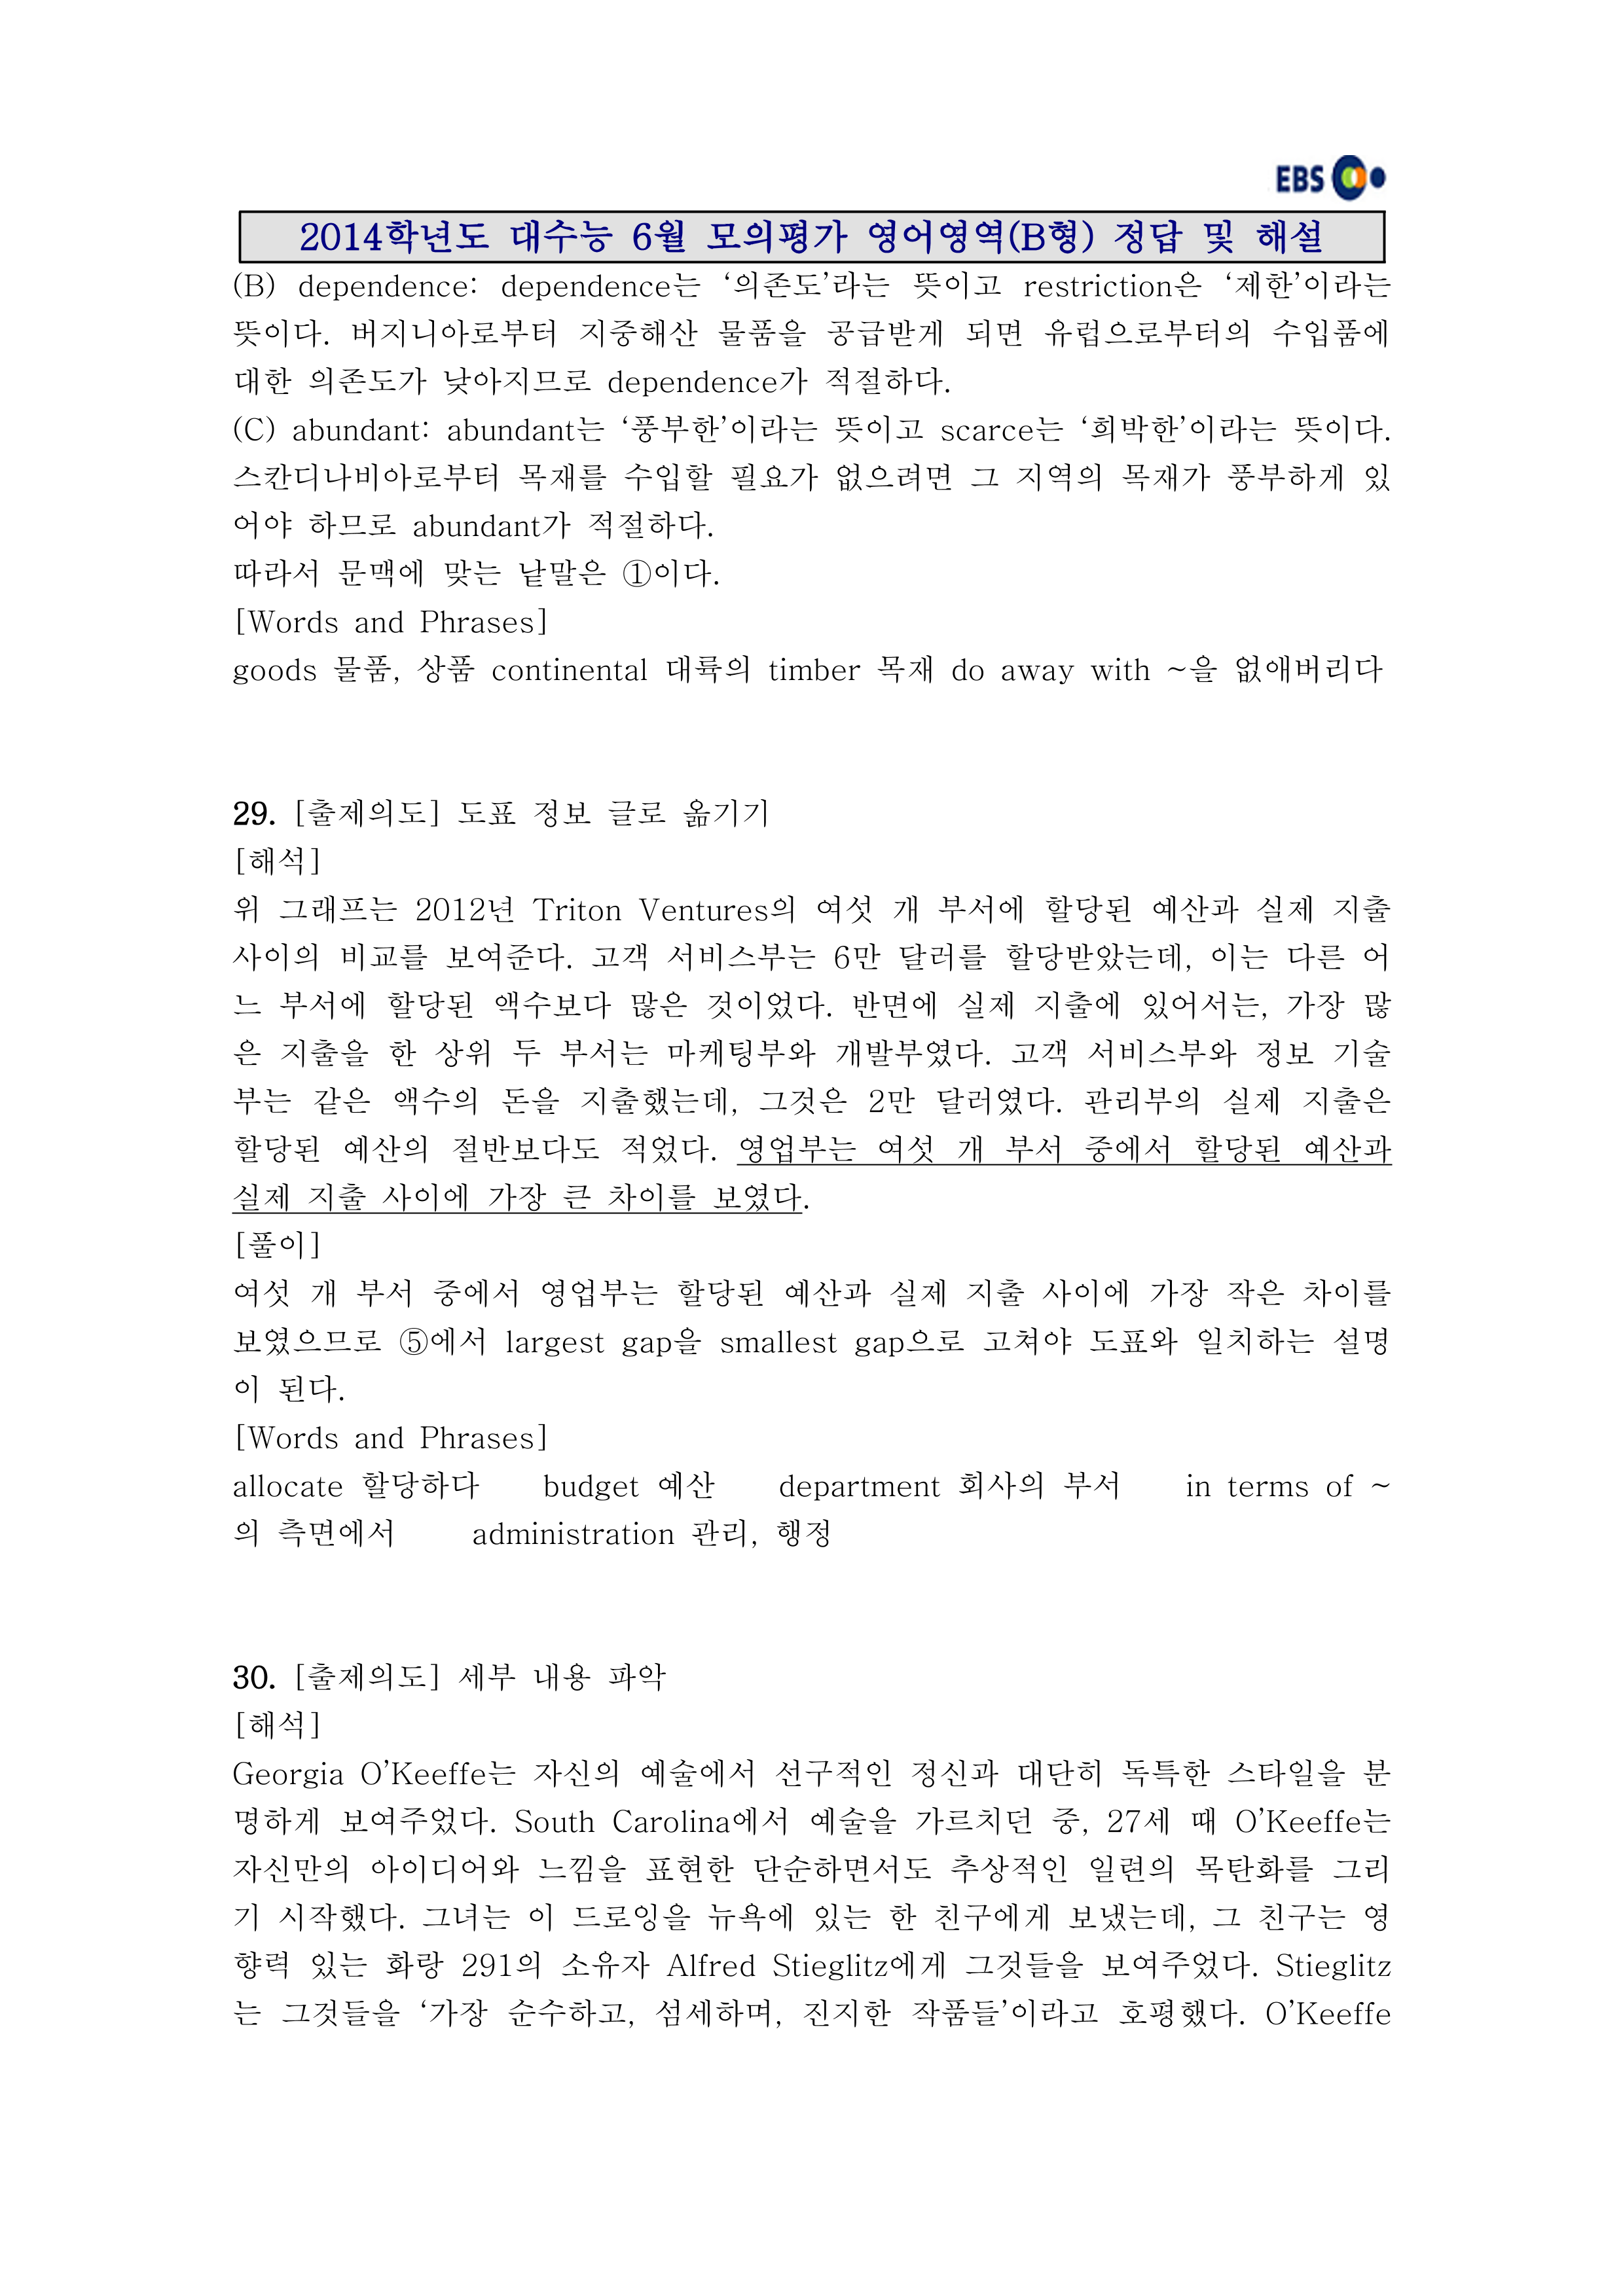 EBS
2014학년도 대수능 6월 모의평가 영어영역(B형) 정답 및 해설
(B) dependence: dependence는 ‘의존도’라는 뜻이고 restriction은 ‘제한’이라는
뜻이다. 버지니아로부터 지중해산 물품을 공급받게 되면 유럽으로부터의 수입품에
대한 의존도가 낮아지므로 dependence가 적절하다.
(C) abundant: abundant는 ‘풍부한’이라는 뜻이고 scarce는 ‘희박한’이라는 뜻이다.
스칸디나비아로부터 목재를 수입할 필요가 없으려면 그 지역의 목재가 풍부하게 있
어야 하므로 abundant가 적절하다.
따라서 문맥에 맞는 낱말은 ①이다.
[Words and Phrases]
goods 물품, 상품 continental 대륙의 timber 목재 do away with ~을 없애버리다
29. [출제의도] 도표 정보 글로 옮기기
[해석]
위 그래프는 2012년 Triton Ventures의 여섯 개 부서에 할당된 예산과 실제 지출
사이의 비교를 보여준다. 고객 서비스부는 6만 달러를 할당받았는데, 이는 다른 어
느 부서에 할당된 액수보다 많은 것이었다. 반면에 실제 지출에 있어서는, 가장 많
은 지출을 한 상위 두 부서는 마케팅부와 개발부였다. 고객 서비스부와 정보 기술
부는 같은 액수의 돈을 지출했는데, 그것은 2만 달러였다. 관리부의 실제 지출은
할당된 예산의 절반보다도 적었다. 영업부는 여섯 개 부서 중에서 할당된 예산과
실제 지출 사이에 가장 큰 차이를 보였다.
[풀이]
여섯 개 부서 중에서 영업부는 할당된 예산과 실제 지출 사이에 가장 작은 차이를
보였으므로 ⑤에서 largest gap을 smallest gap으로 고쳐야 도표와 일치하는 설명
이 된다.
[Words and Phrases]
allocate 할당하다 budget 예산 department 회사의 부서 in terms of ~
의 측면에서 administration 관리, 행정
30. [출제의도] 세부 내용 파악
[해석]
Georgia O’Keeffe는 자신의 예술에서 선구적인 정신과 대단히 독특한 스타일을 분
명하게 보여주었다. South Carolina에서 예술을 가르치던 중, 27세 때 O’Keeffe는
자신만의 아이디어와 느낌을 표현한 단순하면서도 추상적인 일련의 목탄화를 그리
기 시작했다. 그녀는 이 드로잉을 뉴욕에 있는 한 친구에게 보냈는데, 그 친구는 영
향력 있는 화랑 291의 소유자 Alfred Stieglitz에게 그것들을 보여주었다. Stieglitz
는 그것들을 ‘가장 순수하고, 섬세하며, 진지한 작품들’이라고 호평했다. O’Keeffe